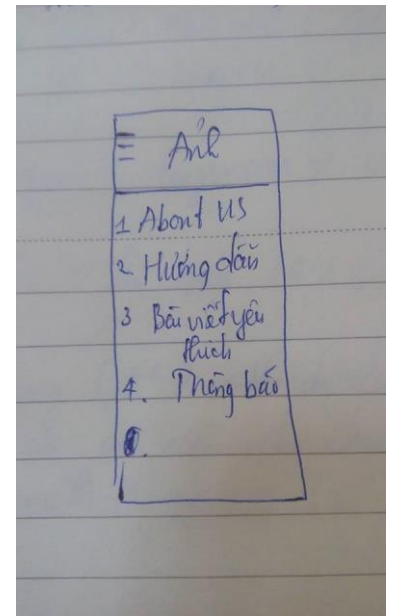 Ảnh
1 About US
2 Hướng dẫn
3 Bài viết yêu
thích
4. Thông báo